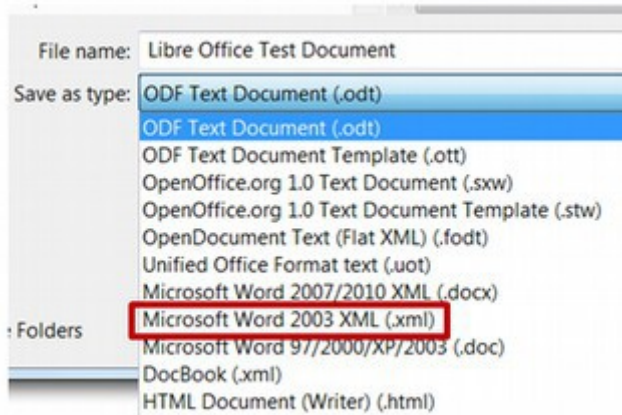 File name: Libre Office Test Document
Save as type: ODF Text Document (.odt)
ODF Text Document (.odt)
ODF Text Document Template (.ott)
OpenOffice.org 1.0 Text Document (.sxw)
OpenOffice.org 1.0 Text Document Template (.stw)
OpenDocument Text (Flat XML) (.fodt)
Unified Office Format text (.uot)
Microsoft Word 2007/2010 XML (.docx)
Microsoft Word 2003 XML (.xml)
Folders
Microsoft Word 97/2000/XP/2003 (.doc)
DocBook (.xml)
HTML Document (Writer) (.html)